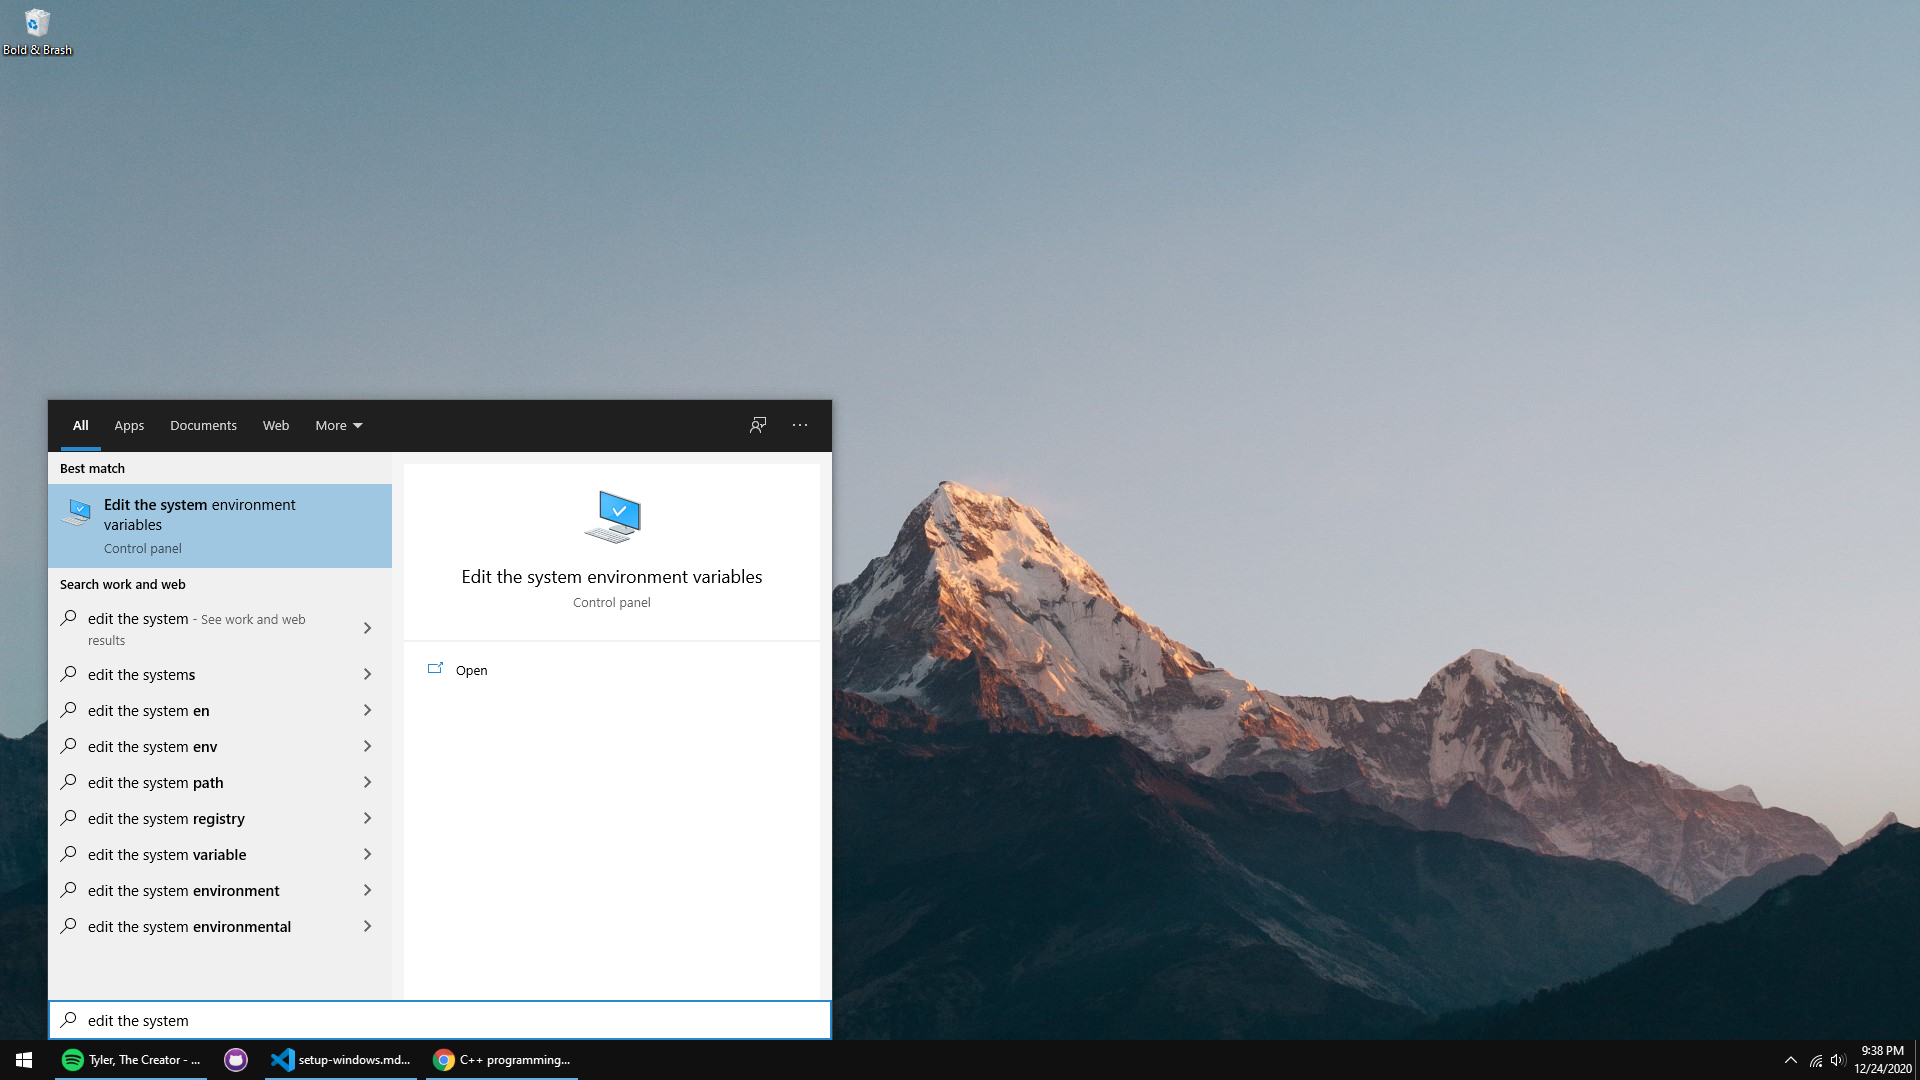 Bold & Brash
All Apps Documents Web More
Best match
Edit the system environment
variables
Control panel
Search work and web
edit the system - See work and web
results
edit the systems
edit the system en
edit the system env
edit the system path
edit the system registry
edit the system variable
edit the system environment
edit the system environmental
Edit the system environment variables
Control panel
Open
edit the system
Tyler, The Creator - ...
setup-windows.md...
C++ programming...
9:38 PM
12/24/2020